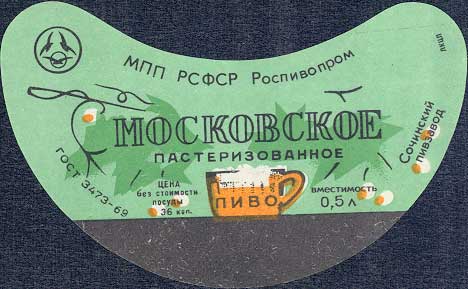 МПП РСФСР Роспивопром
МОСКОВСКОЕ
ПАСТЕРИЗОВАННОЕ
ГОСТ 3473-69
ЦЕНА
без стоимости
посуды
36 коп.
ПИВО
вместимость
0,5 л
Сочинский
пивзавод